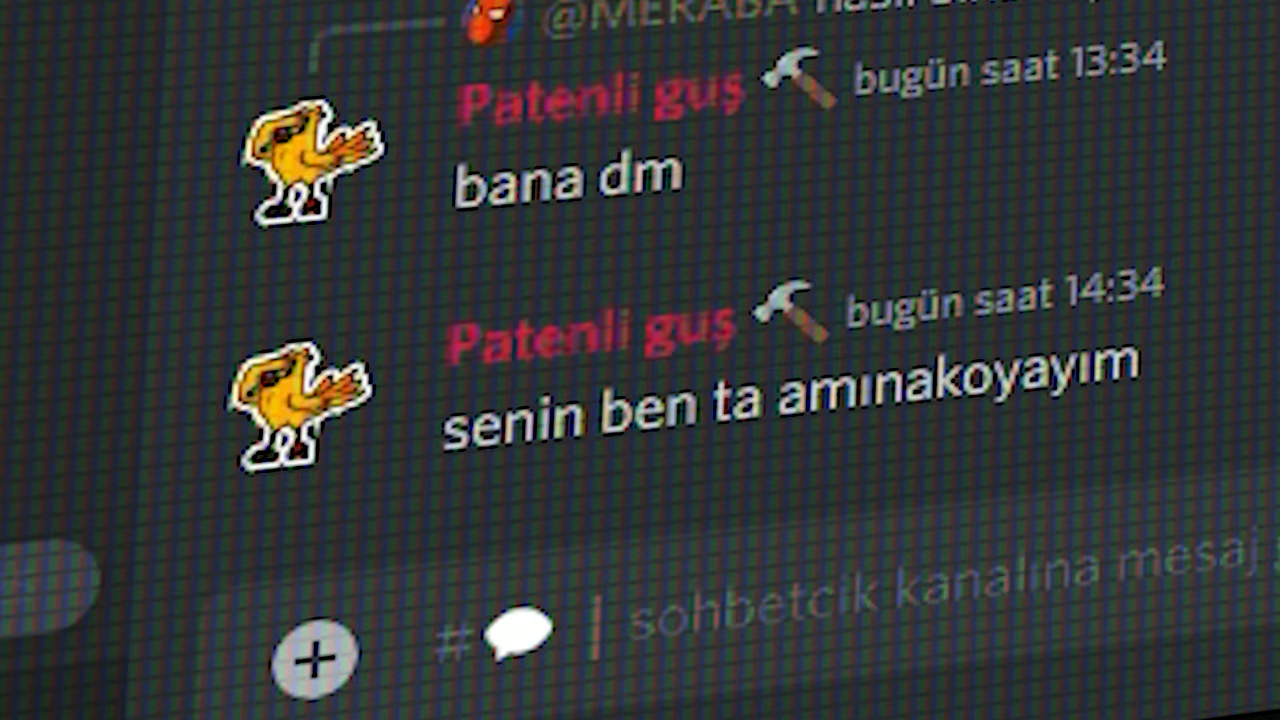 @MERABA
Patenli guş bugün saat 13:34
bana dm
Patenli guş bugün saat 14:34
senin ben ta amınakoyayım
# | sohbetcik kanalına mesaj